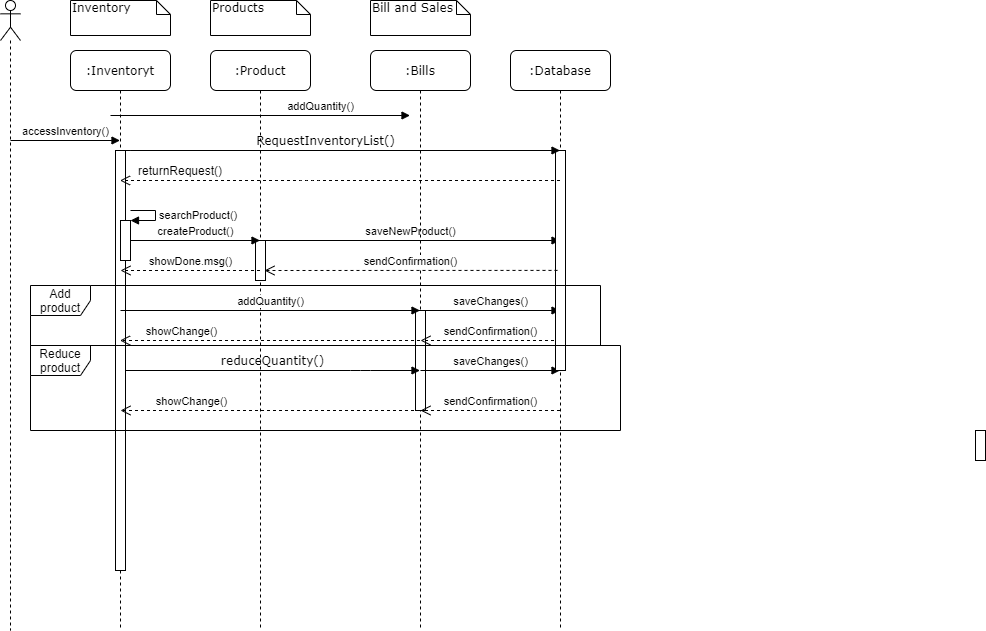 Inventory
Products
Bill and Sales
:Inventoryt
:Product
:Bills
:Database
addQuantity()
accessInventory()
RequestInventoryList()
returnRequest()
searchProduct()
createProduct()
saveNewProduct()
showDone.msg()
sendConfirmation()
Add
product
addQuantity()
saveChanges()
showChange()
sendConfirmation()
Reduce
product
reduceQuantity()
saveChanges()
showChange()
sendConfirmation()